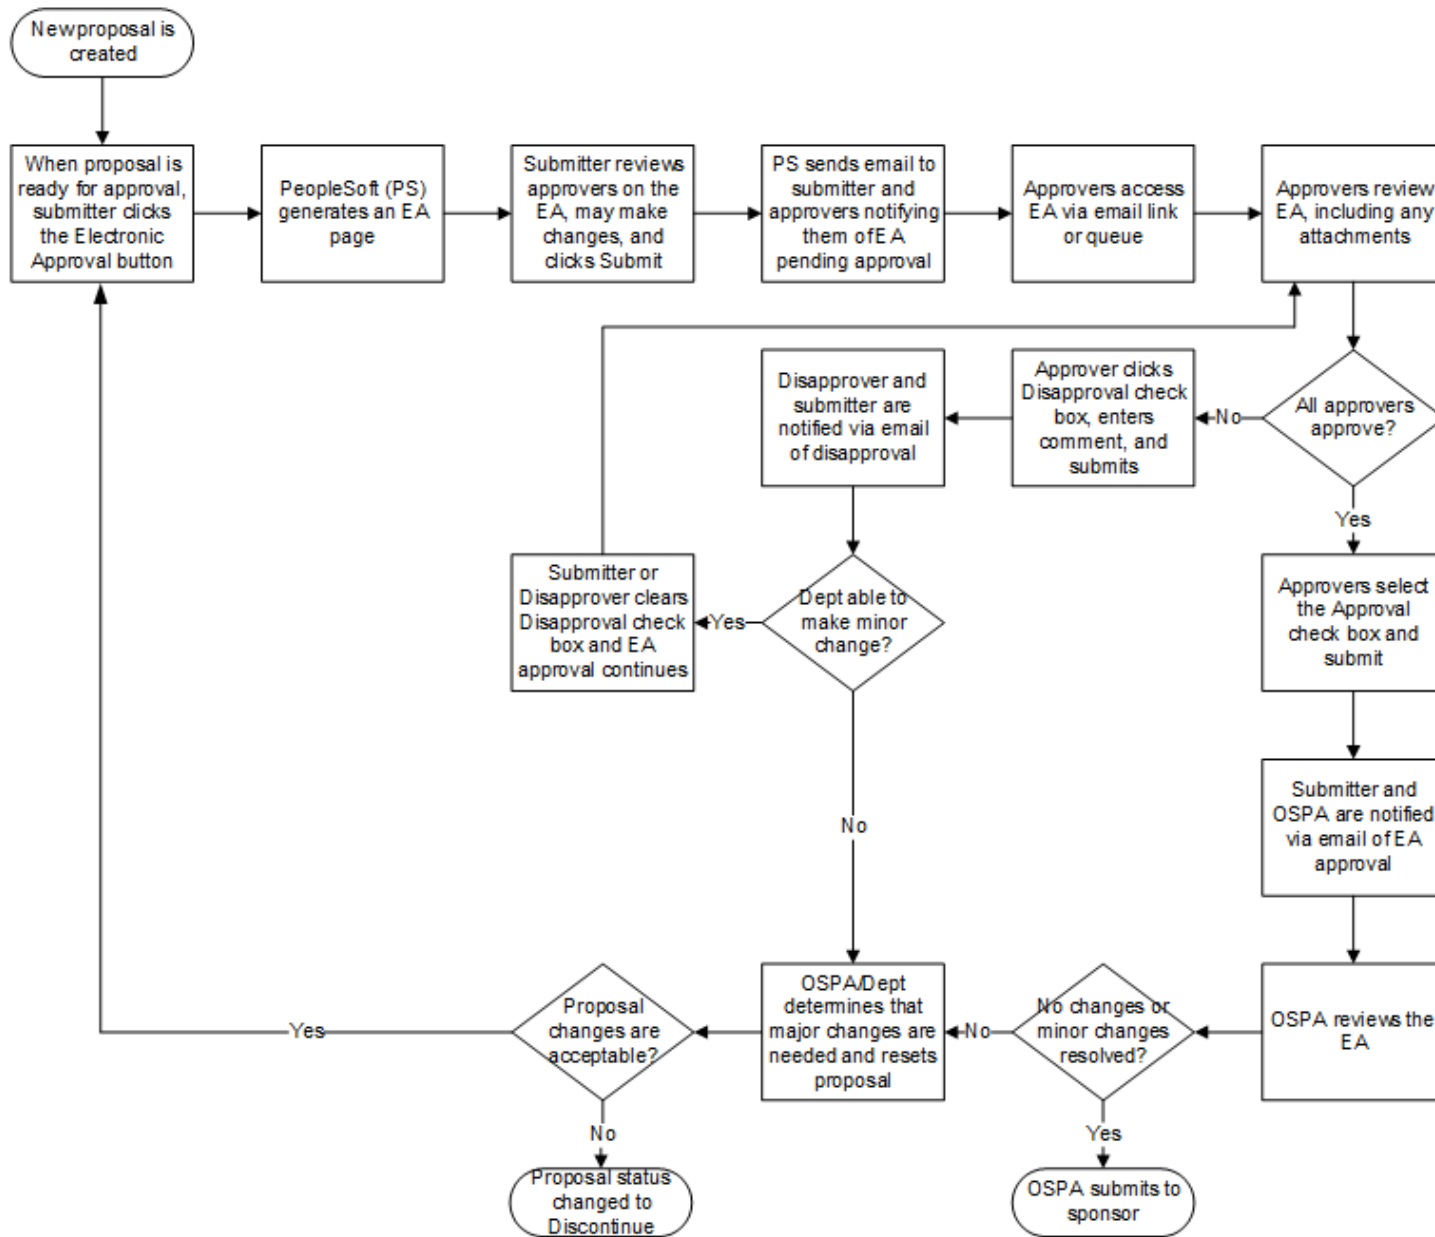 New proposal is
created
When proposal is
ready for approval,
submitter clicks
the Electronic
Approval button
PeopleSoft (PS)
generates an EA
page
Submitter reviews
approvers on the
EA, may make
changes, and
clicks Submit
PS sends email to
submitter and
approvers notifying
them of EA
pending approval
Approvers access
EA via email link
or queue
Approvers review
EA, including any
attachments
Disapprover and
submitter are
notified via email
of disapproval
Approver clicks
Disapproval check
box, enters
comment, and
submits
No
All approvers
approve?
Yes
Submitter or
Disapprover clears
Disapproval check
box and EA
approval continues
Yes
Dept able to
make minor
change?
Approvers select
the Approval
check box and
submit
No
Submitter and
OSPA are notified
via email of EA
approval
Yes
Proposal
changes are
acceptable?
OSPA/Dept
determines that
major changes are
needed and resets
proposal
No
No changes or
minor changes
resolved?
OSPA reviews the
EA
No
Yes
Proposal status
changed to
Discontinue
OSPA submits to
sponsor